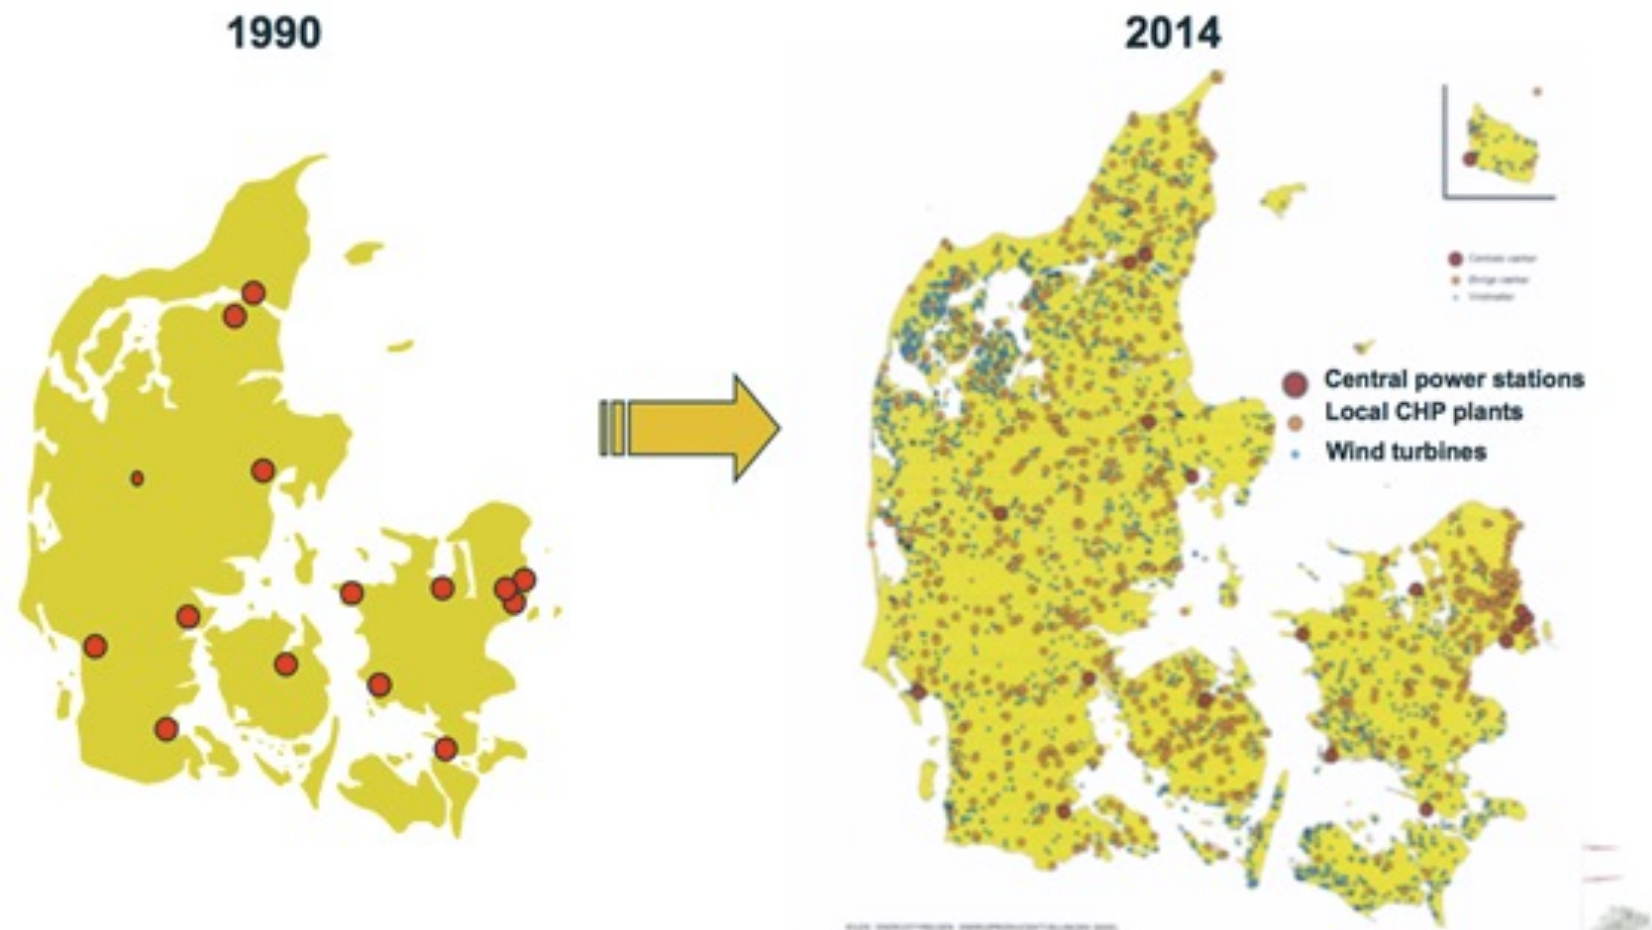 1990
2014
Central power stations
Local CHP plants
Wind turbines